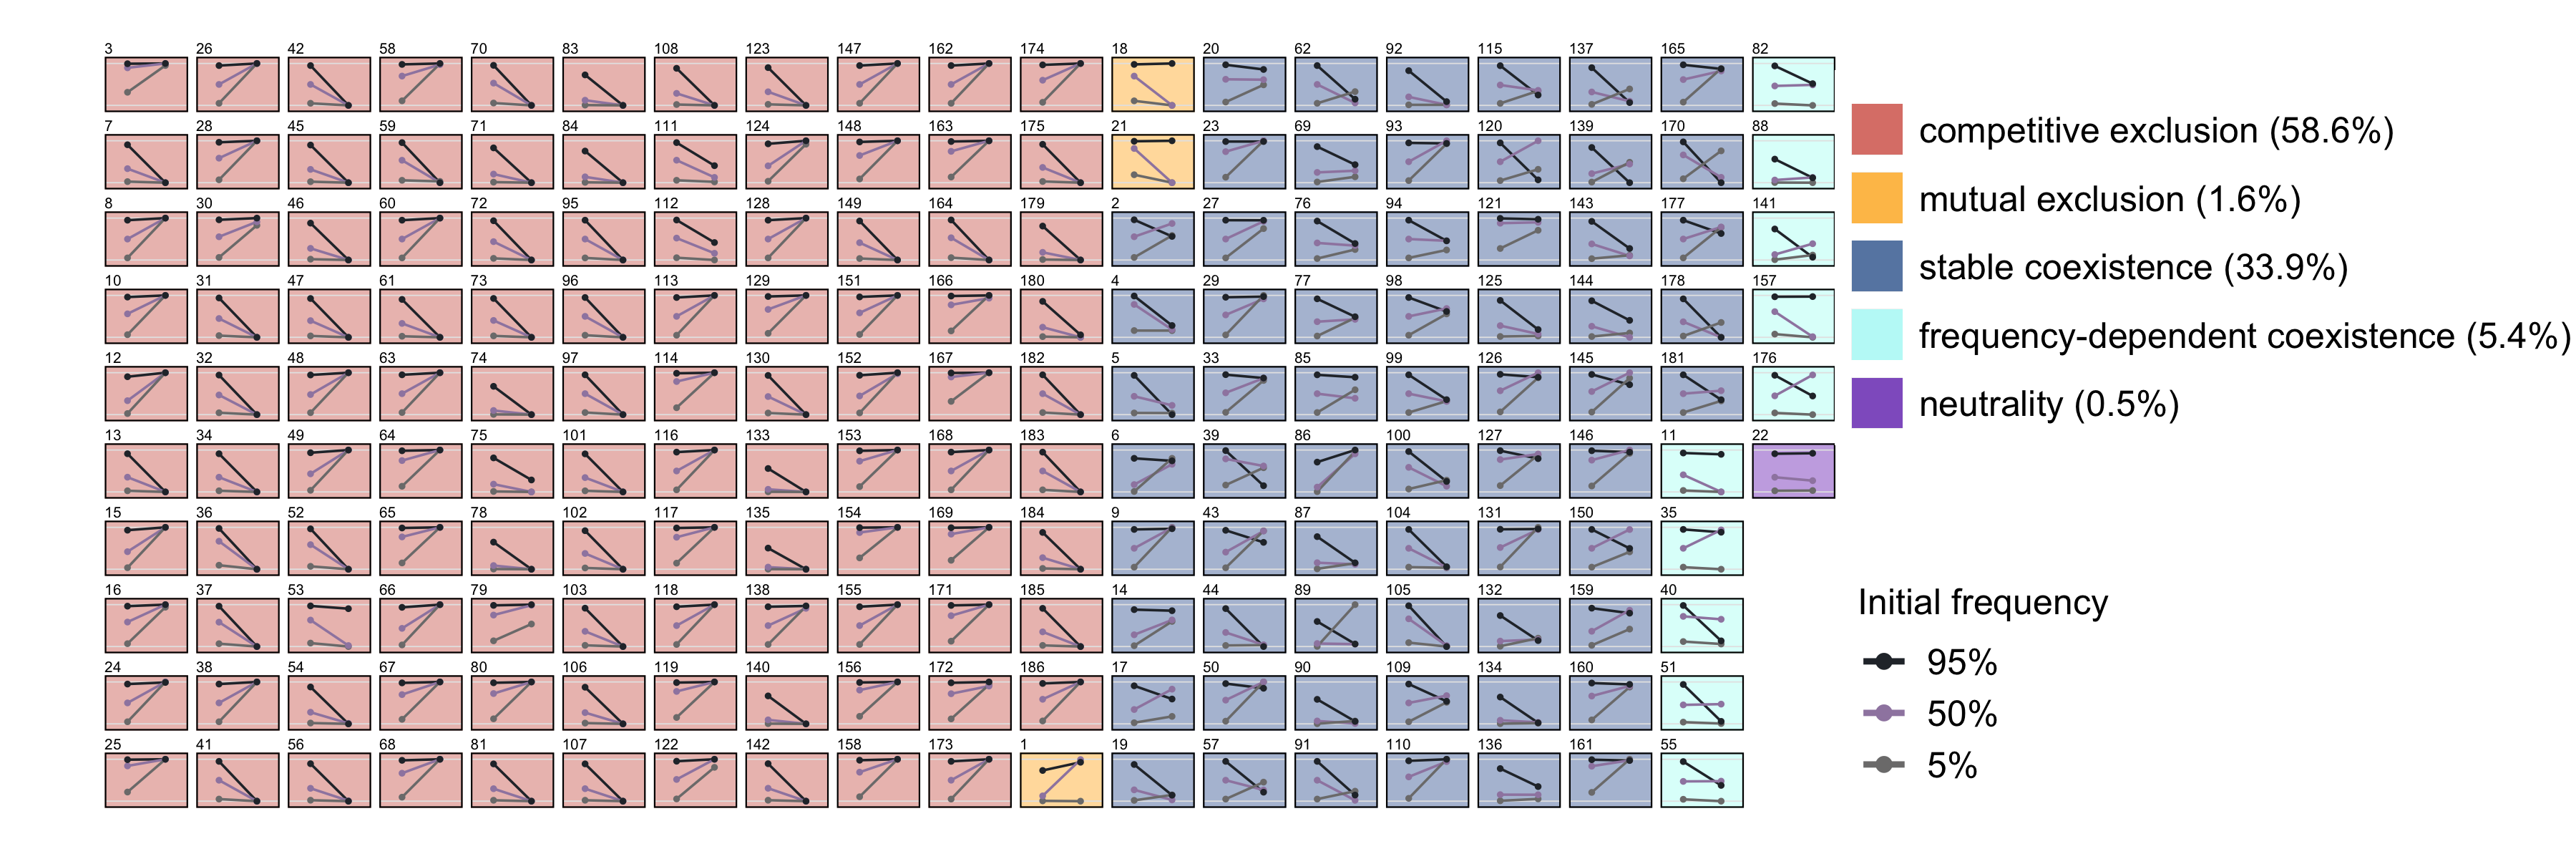 3 26 42 58 70 83 108 123 147 162 174 18 20 62 92 115 137 165 82
7 28 45 59 71 84 111 124 148 163 175 21 23 69 93 120 139 170 88
8 30 46 60 72 95 112 128 149 164 179 2 27 76 94 121 143 177 141
10 31 47 61 73 96 113 129 151 166 180 4 29 77 98 125 144 178 157
12 32 48 63 74 97 114 130 152 167 182 5 33 85 99 126 145 181 176
13 34 49 64 75 101 116 133 153 168 183 6 39 86 100 127 146 11 22
15 36 52 65 78 102 117 135 154 169 184 9 43 87 104 131 150 35
16 37 53 66 79 103 118 138 155 171 185 14 44 89 105 132 159 40
24 38 54 67 80 106 119 140 156 172 186 17 50 90 109 134 160 51
25 41 56 68 81 107 122 142 158 173 1 19 57 91 110 136 161 55
competitive exclusion (58.6%)
mutual exclusion (1.6%)
stable coexistence (33.9%)
frequency-dependent coexistence (5.4%)
neutrality (0.5%)
Initial frequency
95%
50%
5%